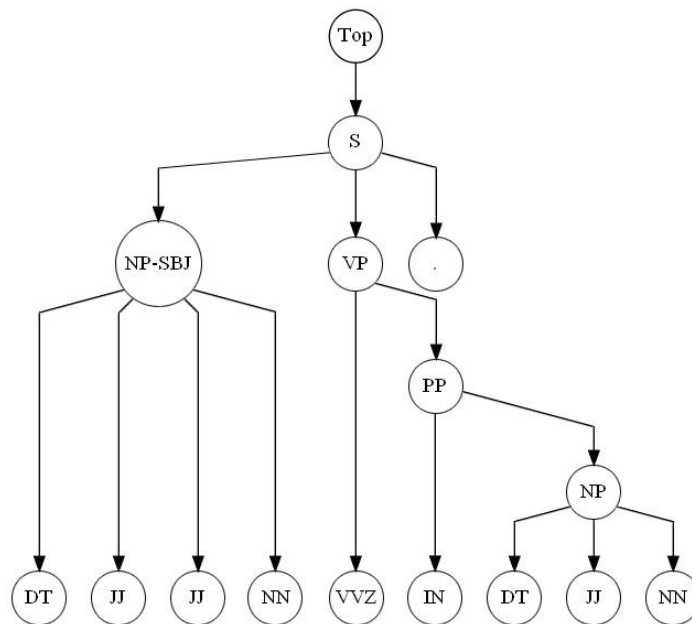 Top
S
NP-SBJ VP .
PP
NP
DT JJ JJ NN VVZ IN DT JJ NN